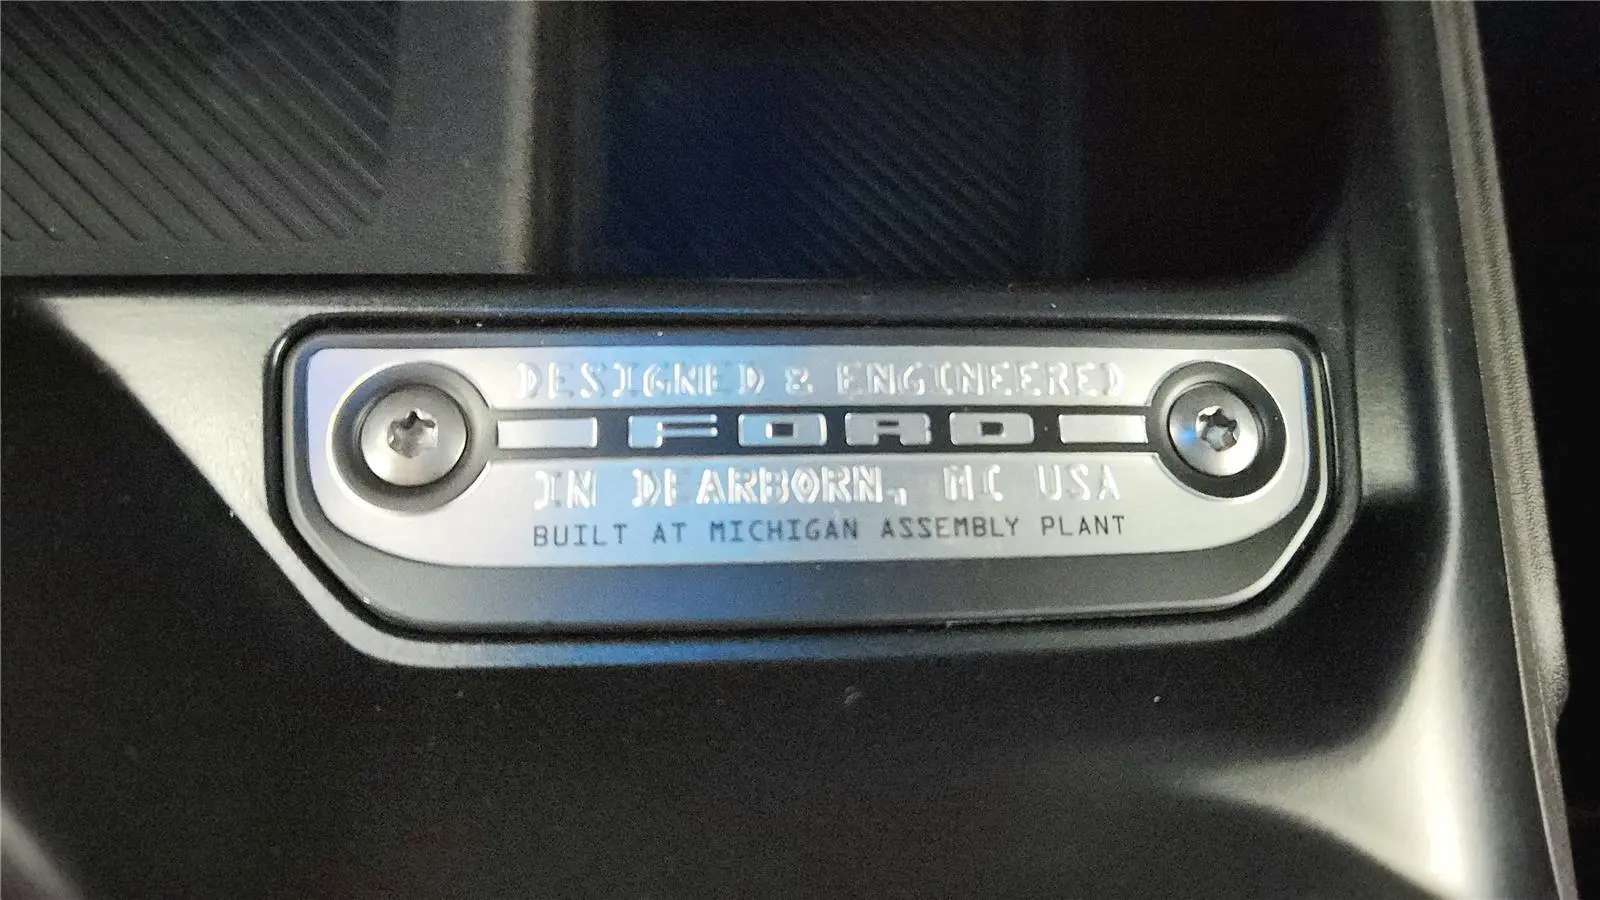 DESIGNED & ENGINEERED
FORD
IN DEARBORN, MI USA
BUILT AT MICHIGAN ASSEMBLY PLANT